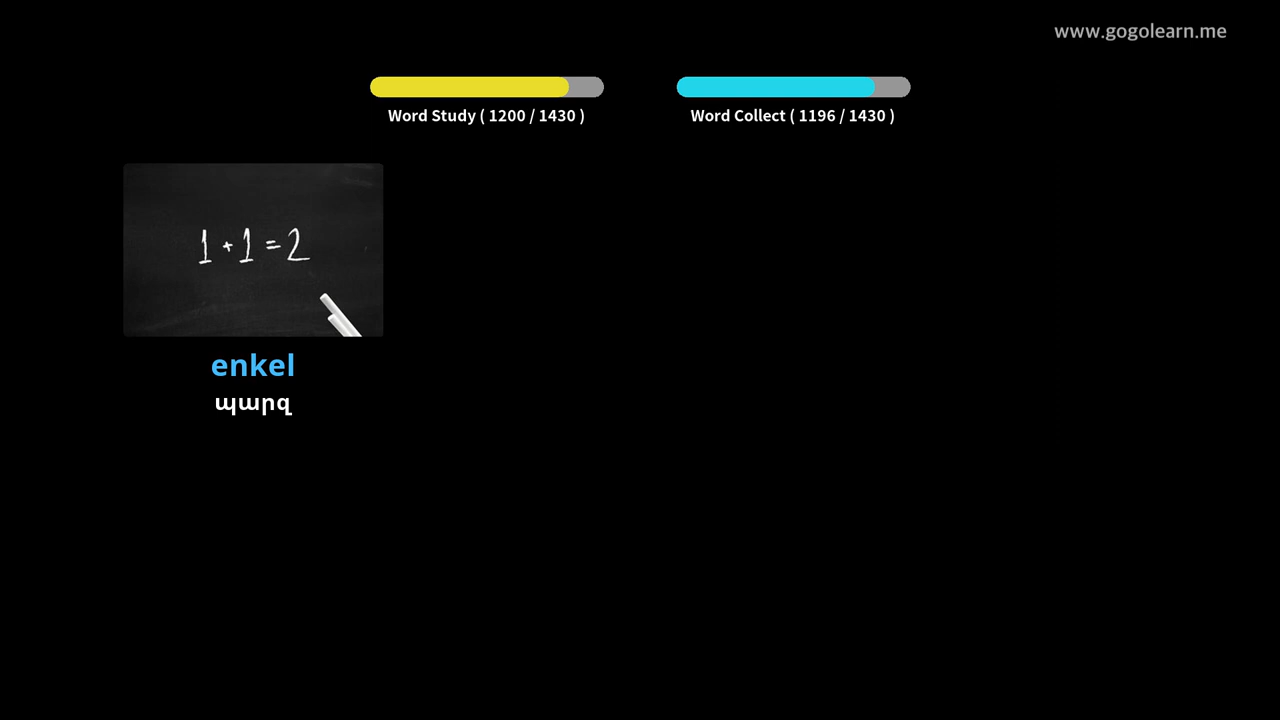 www.gogolearn.me
Word Study ( 1200 / 1430 )
Word Collect ( 1196 / 1430 )
1 + 1 = 2
enkel
պարզ